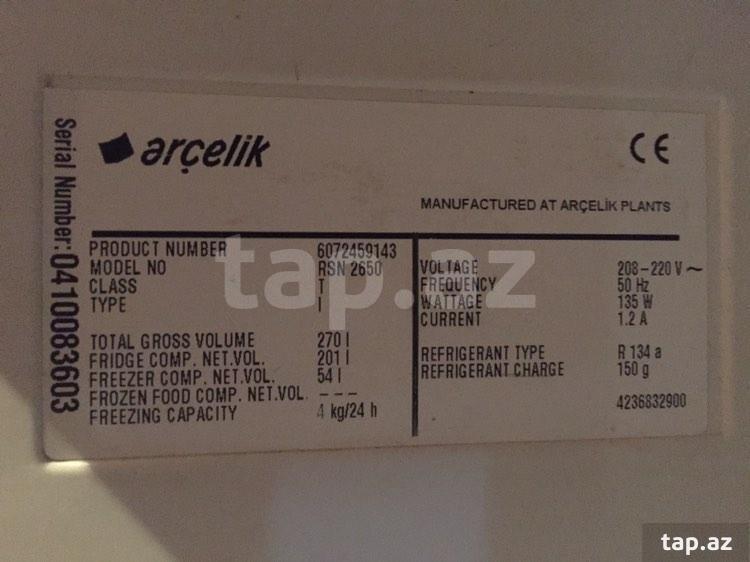 Serial Number: 0410083603
arçelik
CE
MANUFACTURED AT ARÇELİK PLANTS
PRODUCT NUMBER 6072459143
MODEL NO RSN 2650
CLASS T
TYPE I
TOTAL GROSS VOLUME 270 l
FRIDGE COMP. NET.VOL. 201 l
FREEZER COMP. NET.VOL. 54 l
FROZEN FOOD COMP. NET.VOL. ---
FREEZING CAPACITY 4 kg/24 h
VOLTAGE 208-220 V ~
FREQUENCY 50 Hz
WATTAGE 135 W
CURRENT 1.2 A
REFRIGERANT TYPE R 134 a
REFRIGERANT CHARGE 150 g
4236832900
tap.az
tap.az